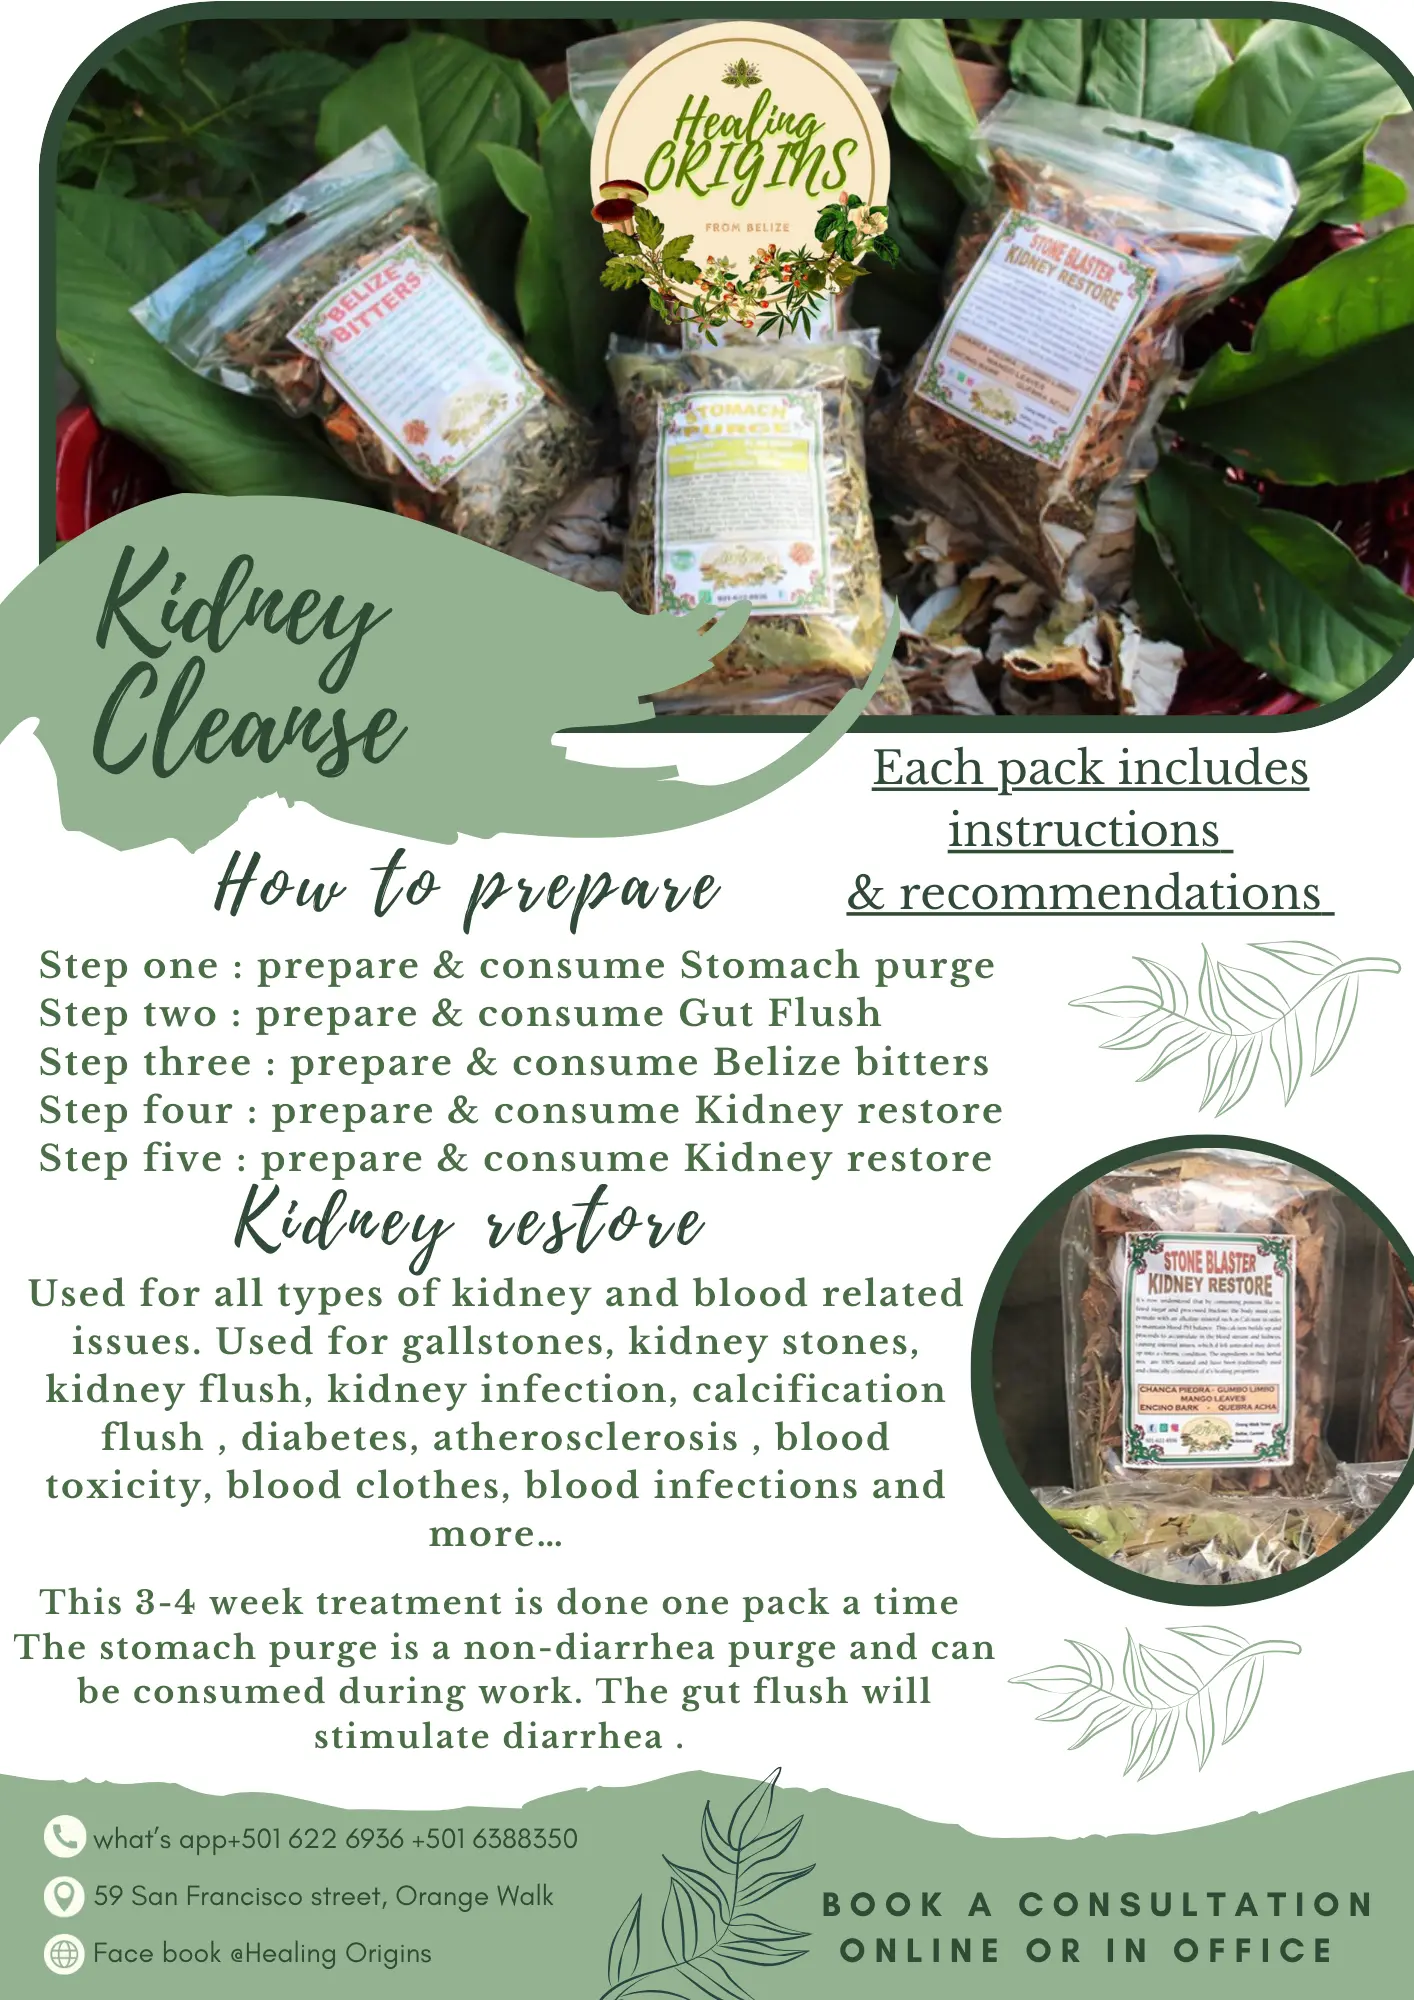 Healing
ORIGINS
FROM BELIZE
BELIZE
BITTERS
STOMACH
PURGE
STONE BLASTER
KIDNEY RESTORE
CHANCA PIEDRA - GUMBO LIMBO
MANGO LEAVES
ENCINO BARK - QUEBRA ACHA
Kidney
Cleanse
Each pack includes
instructions
& recommendations
How to prepare
Step one : prepare & consume Stomach purge
Step two : prepare & consume Gut Flush
Step three : prepare & consume Belize bitters
Step four : prepare & consume Kidney restore
Step five : prepare & consume Kidney restore
Kidney restore
Used for all types of kidney and blood related
issues. Used for gallstones, kidney stones,
kidney flush, kidney infection, calcification
flush , diabetes, atherosclerosis , blood
toxicity, blood clothes, blood infections and
more...
STONE BLASTER
KIDNEY RESTORE
CHANCA PIEDRA - GUMBO LIMBO
MANGO LEAVES
ENCINO BARK - QUEBRA ACHA
This 3-4 week treatment is done one pack a time
The stomach purge is a non-diarrhea purge and can
be consumed during work. The gut flush will
stimulate diarrhea .
what's app+501 622 6936 +501 6388350
59 San Francisco street, Orange Walk
Face book @Healing Origins
BOOK A CONSULTATION
ONLINE OR IN OFFICE